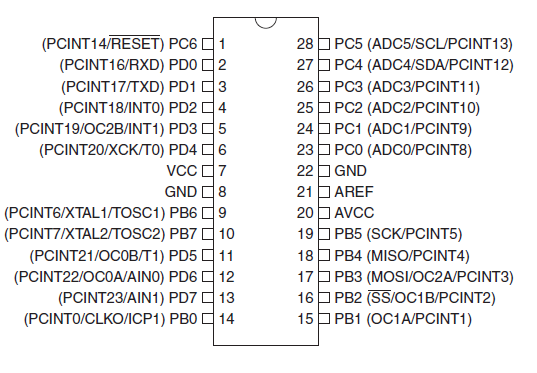 (PCINT14/RESET) PC6 1 28 PC5 (ADC5/SCL/PCINT13)
(PCINT16/RXD) PD0 2 27 PC4 (ADC4/SDA/PCINT12)
(PCINT17/TXD) PD1 3 26 PC3 (ADC3/PCINT11)
(PCINT18/INT0) PD2 4 25 PC2 (ADC2/PCINT10)
(PCINT19/OC2B/INT1) PD3 5 24 PC1 (ADC1/PCINT9)
(PCINT20/XCK/T0) PD4 6 23 PC0 (ADC0/PCINT8)
VCC 7 22 GND
GND 8 21 AREF
(PCINT6/XTAL1/TOSC1) PB6 9 20 AVCC
(PCINT7/XTAL2/TOSC2) PB7 10 19 PB5 (SCK/PCINT5)
(PCINT21/OC0B/T1) PD5 11 18 PB4 (MISO/PCINT4)
(PCINT22/OC0A/AIN0) PD6 12 17 PB3 (MOSI/OC2A/PCINT3)
(PCINT23/AIN1) PD7 13 16 PB2 (SS/OC1B/PCINT2)
(PCINT0/CLKO/ICP1) PB0 14 15 PB1 (OC1A/PCINT1)